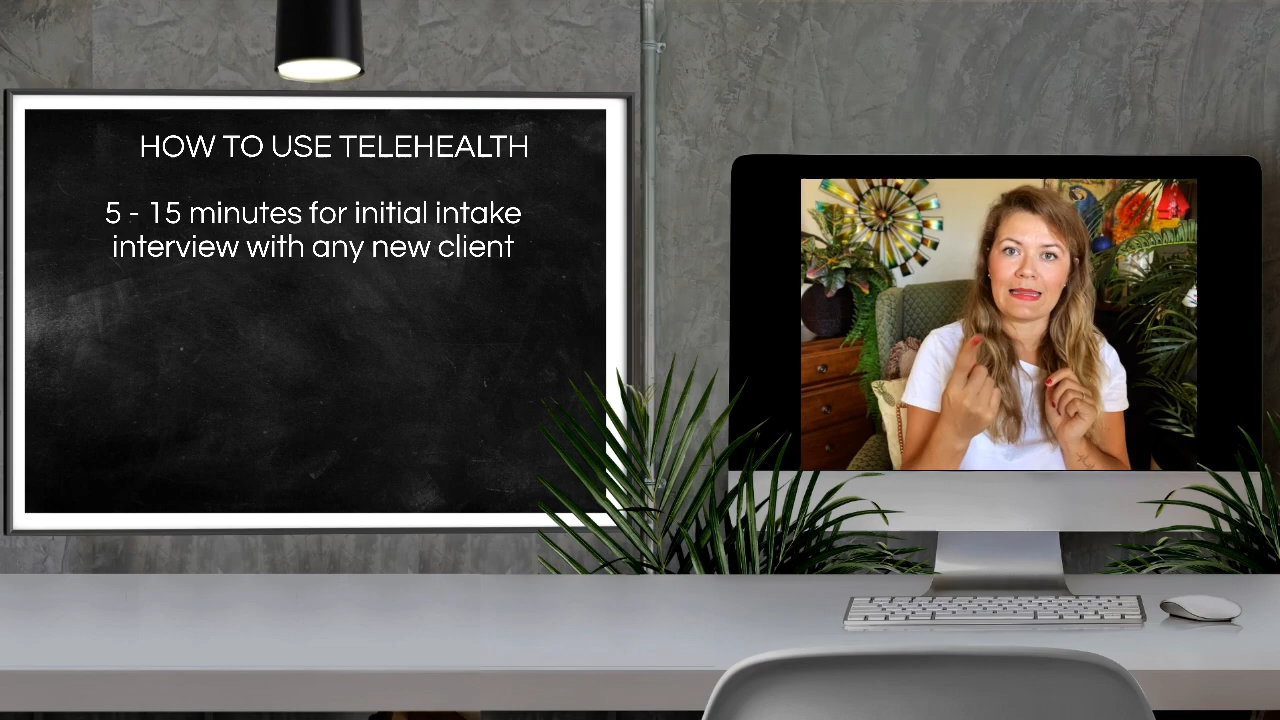 HOW TO USE TELEHEALTH
5 - 15 minutes for initial intake
interview with any new client